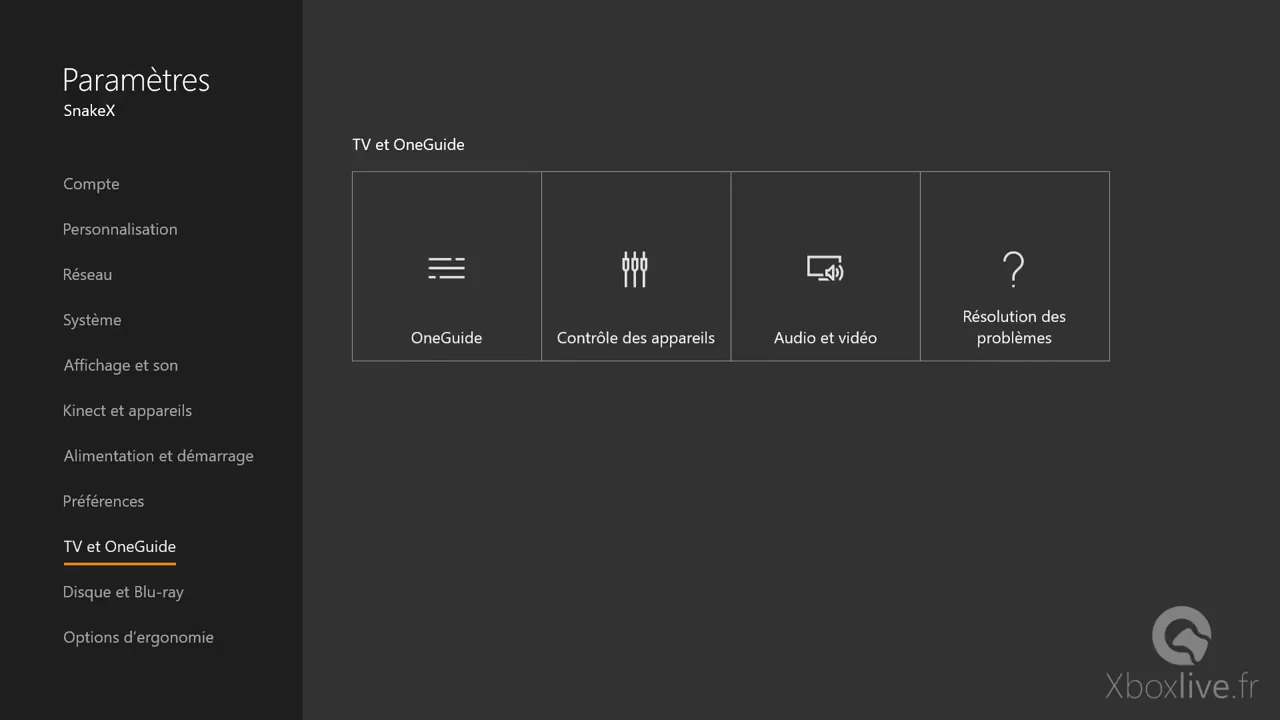 Paramètres
SnakeX
Compte
Personnalisation
Réseau
Système
Affichage et son
Kinect et appareils
Alimentation et démarrage
Préférences
TV et OneGuide
Disque et Blu-ray
Options d'ergonomie
TV et OneGuide
OneGuide
Contrôle des appareils
Audio et vidéo
Résolution des
problèmes
Xboxlive.fr